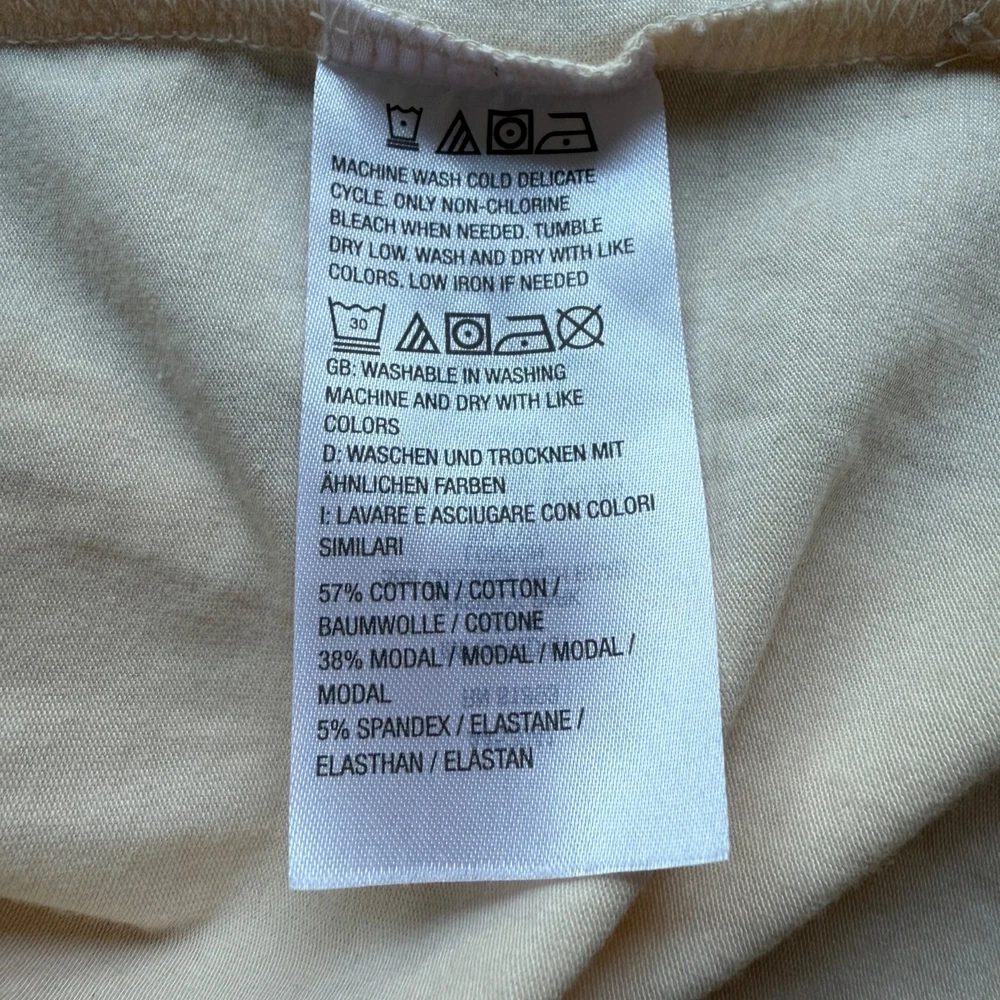 MACHINE WASH COLD DELICATE
CYCLE. ONLY NON-CHLORINE
BLEACH WHEN NEEDED. TUMBLE
DRY LOW. WASH AND DRY WITH LIKE
COLORS. LOW IRON IF NEEDED
30
GB: WASHABLE IN WASHING
MACHINE AND DRY WITH LIKE
COLORS
D: WASCHEN UND TROCKNEN MIT
ÄHNLICHEN FARBEN
I: LAVARE E ASCIUGARE CON COLORI
SIMILARI
57% COTTON / COTTON /
BAUMWOLLE / COTONE
38% MODAL / MODAL / MODAL /
MODAL
5% SPANDEX / ELASTANE /
ELASTHAN / ELASTAN